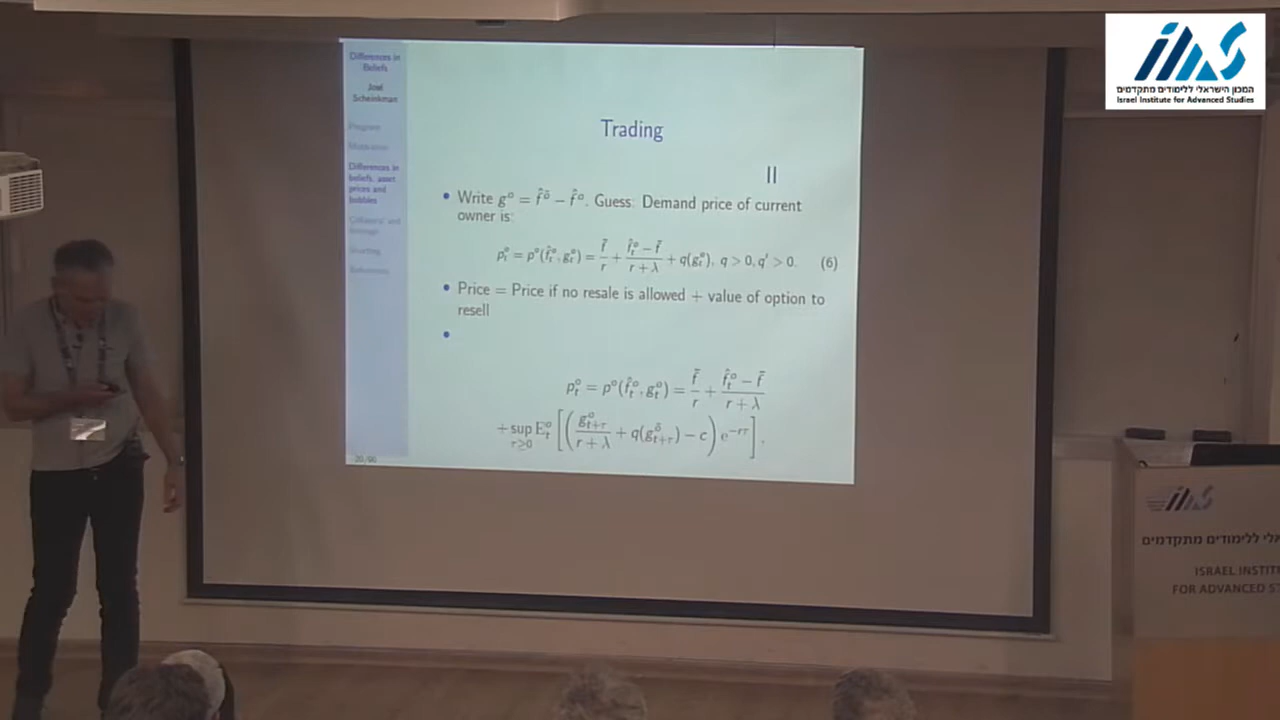 המכון הישראלי ללימודים מתקדמים
Israel Institute for Advanced Studies
Differences in
Beliefs
Joel
Scheinkman
Program
Motivation
Differences in
beliefs, asset
prices and
bubbles
Trading
II
• Write g^o = f̂^ō − f̂^o. Guess: Demand price of current
owner is:
p_t^o = p^o(f̂_t^o, g_t^o) = f̄/r + (f̂_t^o − f̄)/(r + λ) + q(g_t^o), q > 0, q′ > 0. (6)
• Price = Price if no resale is allowed + value of option to
resell
•
p_t^o = p^o(f̂_t^o, g_t^o) = f̄/r + (f̂_t^o − f̄)/(r + λ)
+ sup_{τ≥0} E_t^o [ ( g_{t+τ}^o/(r + λ) + q(g_{t+τ}^ō) − c ) e^{−rτ} ],
ללימודים מתקדמים
ISRAEL INSTIT
FOR ADVANCED ST